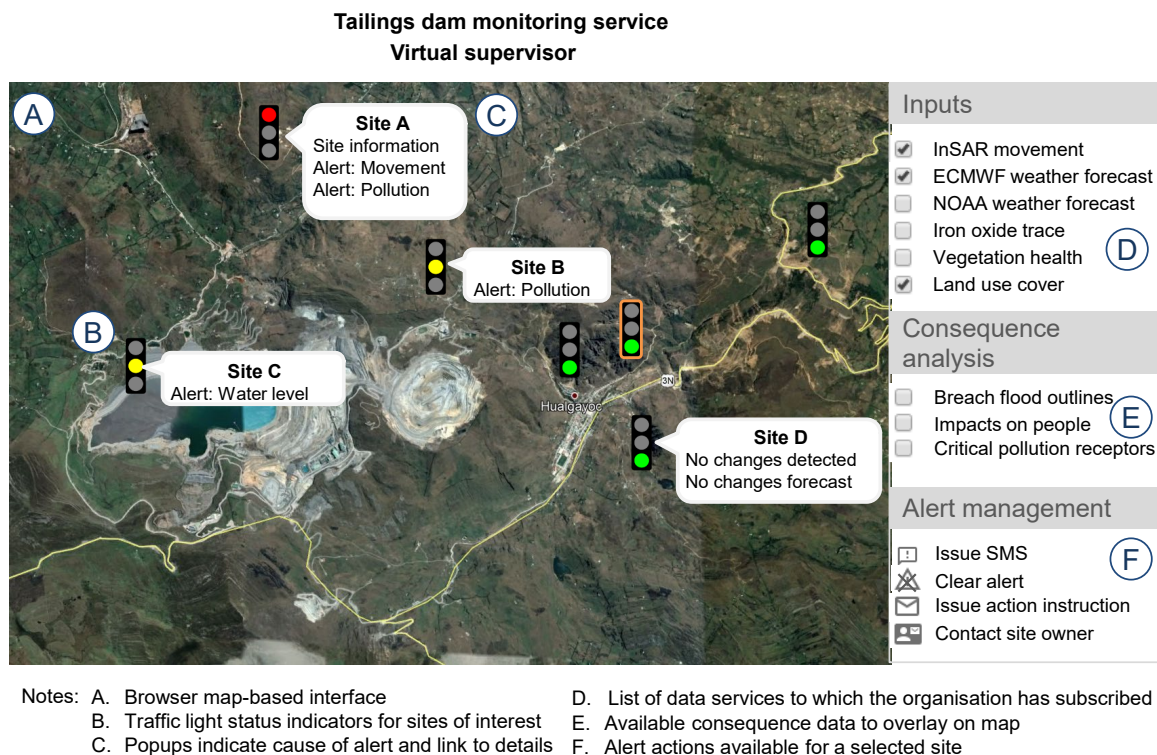 Tailings dam monitoring service
Virtual supervisor
A
Site A
Site information
Alert: Movement
Alert: Pollution
C
Site B
Alert: Pollution
B
Site C
Alert: Water level
3N
Hualgayoc
Site D
No changes detected
No changes forecast
Inputs
InSAR movement
ECMWF weather forecast
NOAA weather forecast
Iron oxide trace
Vegetation health
Land use cover
D
Consequence
analysis
Breach flood outlines
Impacts on people
Critical pollution receptors
E
Alert management
Issue SMS
Clear alert
Issue action instruction
Contact site owner
F
Notes: A. Browser map-based interface
B. Traffic light status indicators for sites of interest
C. Popups indicate cause of alert and link to details
D. List of data services to which the organisation has subscribed
E. Available consequence data to overlay on map
F. Alert actions available for a selected site